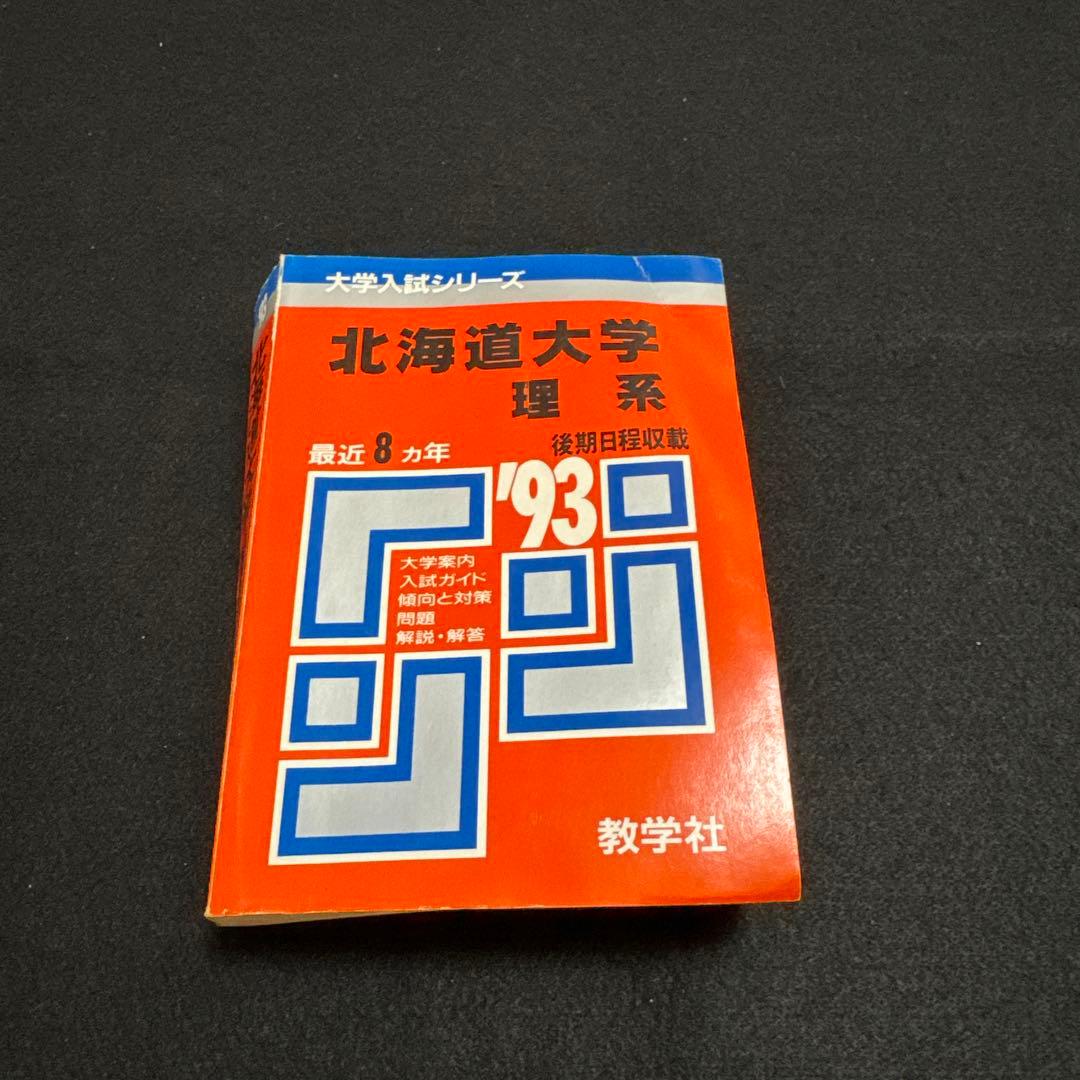 大学入試シリーズ
北海道大学
理系
後期日程収載
最近8ヵ年
'93
大学案内
入試ガイド
傾向と対策
問題
解説・解答
教学社